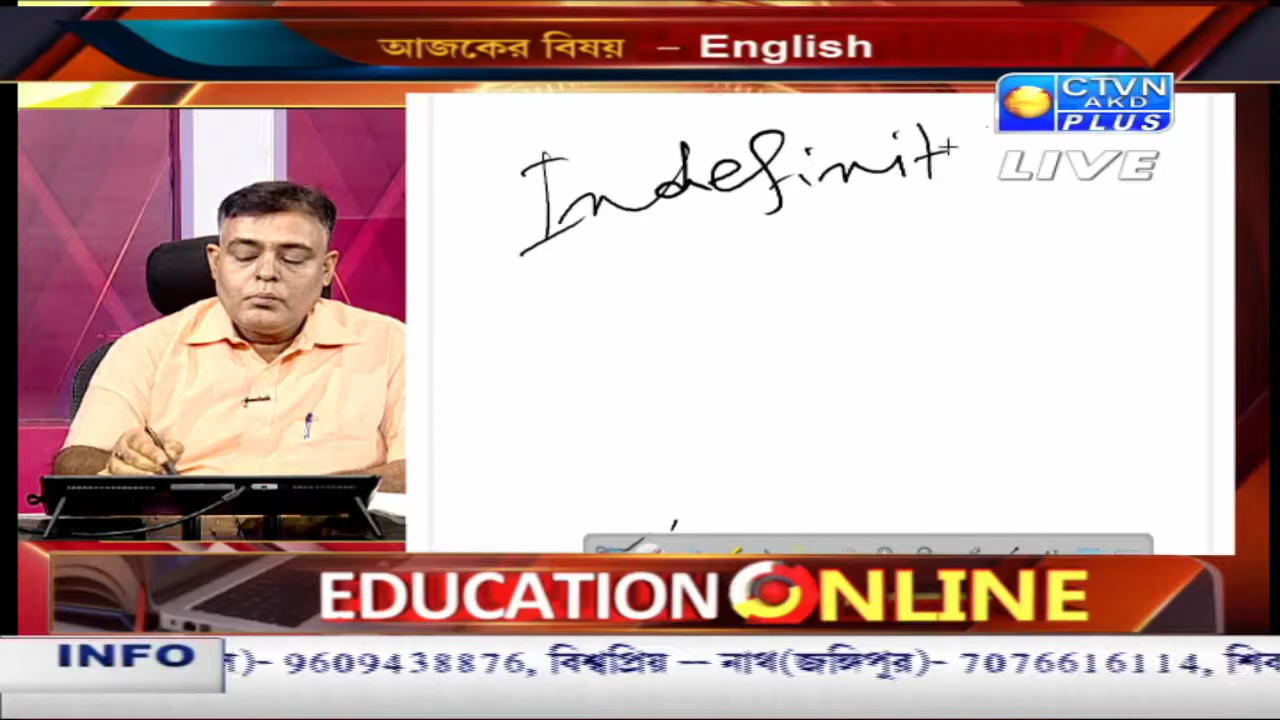 আজকের বিষয় – English
CTVN
AKD
PLUS
LIVE
Indefinit
EDUCATION ONLINE
INFO
)- 9609438876, বিশ্বপ্রিয় – নাথ(জঙ্গিপুর)- 7076616114,